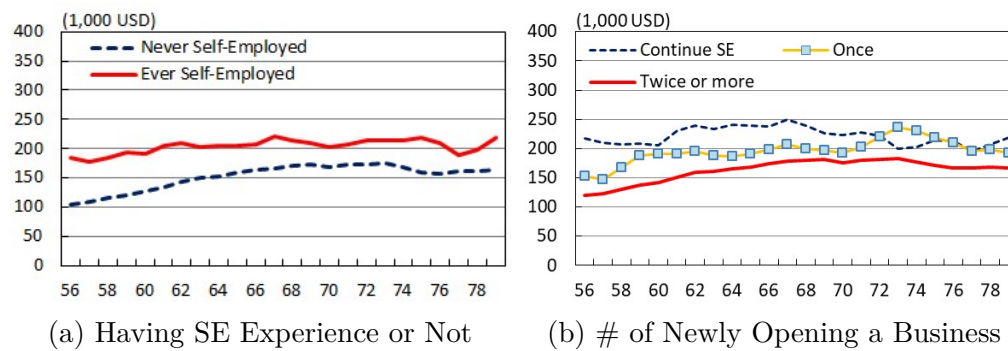 (1,000 USD)
400
350
300
250
200
150
100
50
0
Never Self-Employed
Ever Self-Employed
56 58 60 62 64 66 68 70 72 74 76 78
(a) Having SE Experience or Not
(1,000 USD)
400
350
300
250
200
150
100
50
0
Continue SE
Once
Twice or more
56 58 60 62 64 66 68 70 72 74 76 78
(b) # of Newly Opening a Business